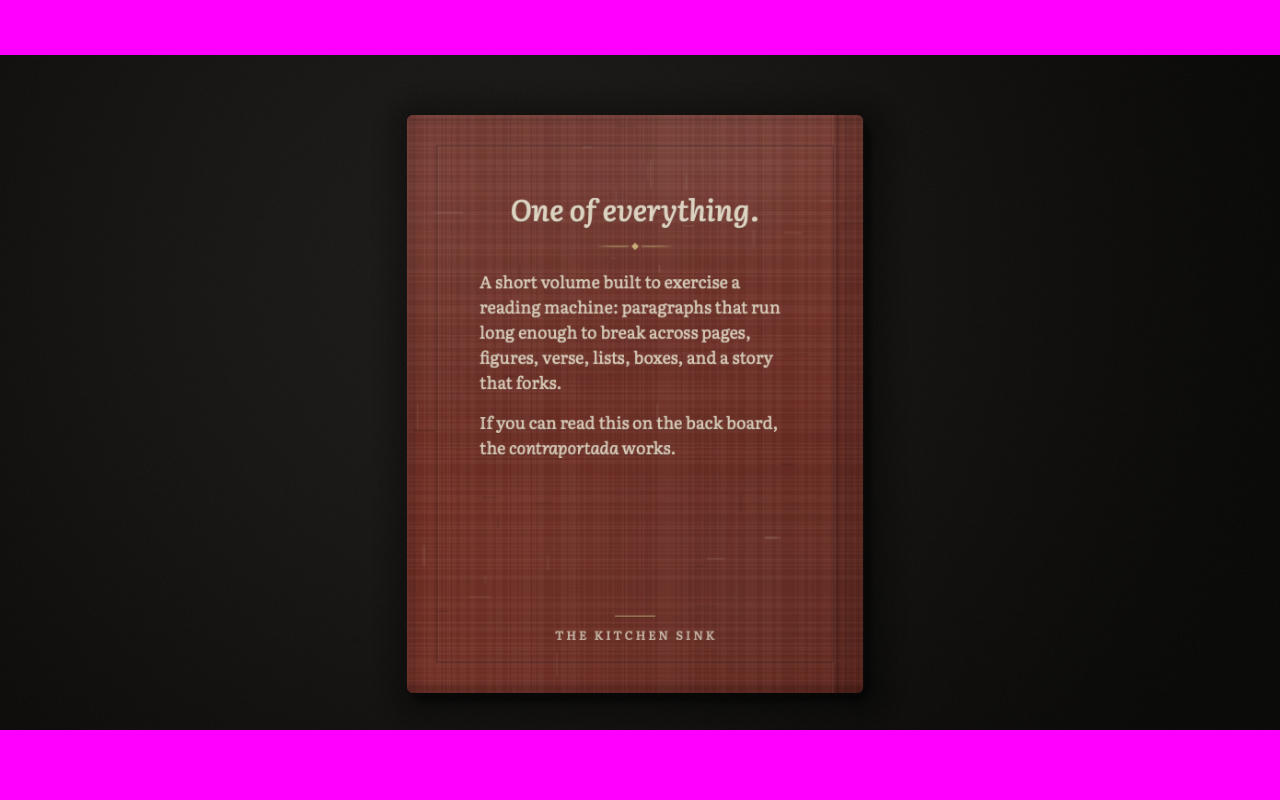 One of everything.
A short volume built to exercise a
reading machine: paragraphs that run
long enough to break across pages,
figures, verse, lists, boxes, and a story
that forks.
If you can read this on the back board,
the contraportada works.
THE KITCHEN SINK